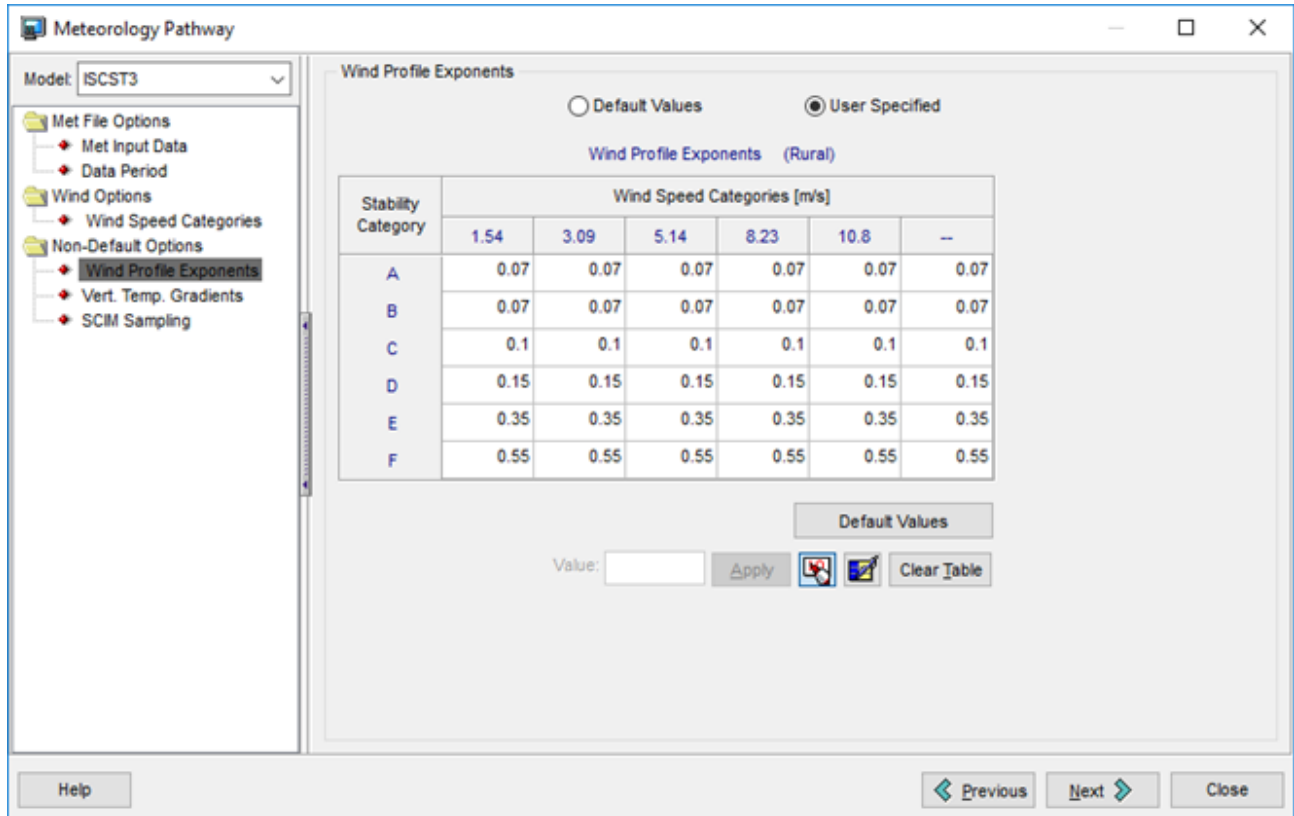 Meteorology Pathway
Model: ISCST3
Met File Options
Met Input Data
Data Period
Wind Options
Wind Speed Categories
Non-Default Options
Wind Profile Exponents
Vert. Temp. Gradients
SCIM Sampling
Wind Profile Exponents
Default Values User Specified
Wind Profile Exponents (Rural)
Stability Category Wind Speed Categories [m/s]
1.54 3.09 5.14 8.23 10.8 --
A 0.07 0.07 0.07 0.07 0.07 0.07
B 0.07 0.07 0.07 0.07 0.07 0.07
C 0.1 0.1 0.1 0.1 0.1 0.1
D 0.15 0.15 0.15 0.15 0.15 0.15
E 0.35 0.35 0.35 0.35 0.35 0.35
F 0.55 0.55 0.55 0.55 0.55 0.55
Default Values
Value: Apply Clear Table
Help Previous Next Close